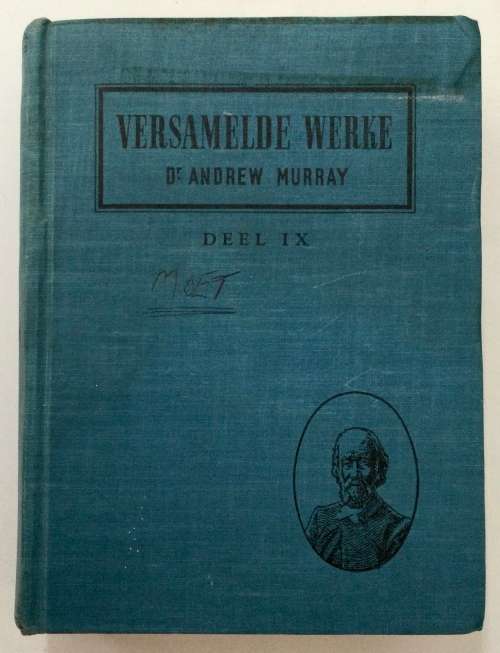 VERSAMELDE WERKE
Dr ANDREW MURRAY
DEEL IX
MOET